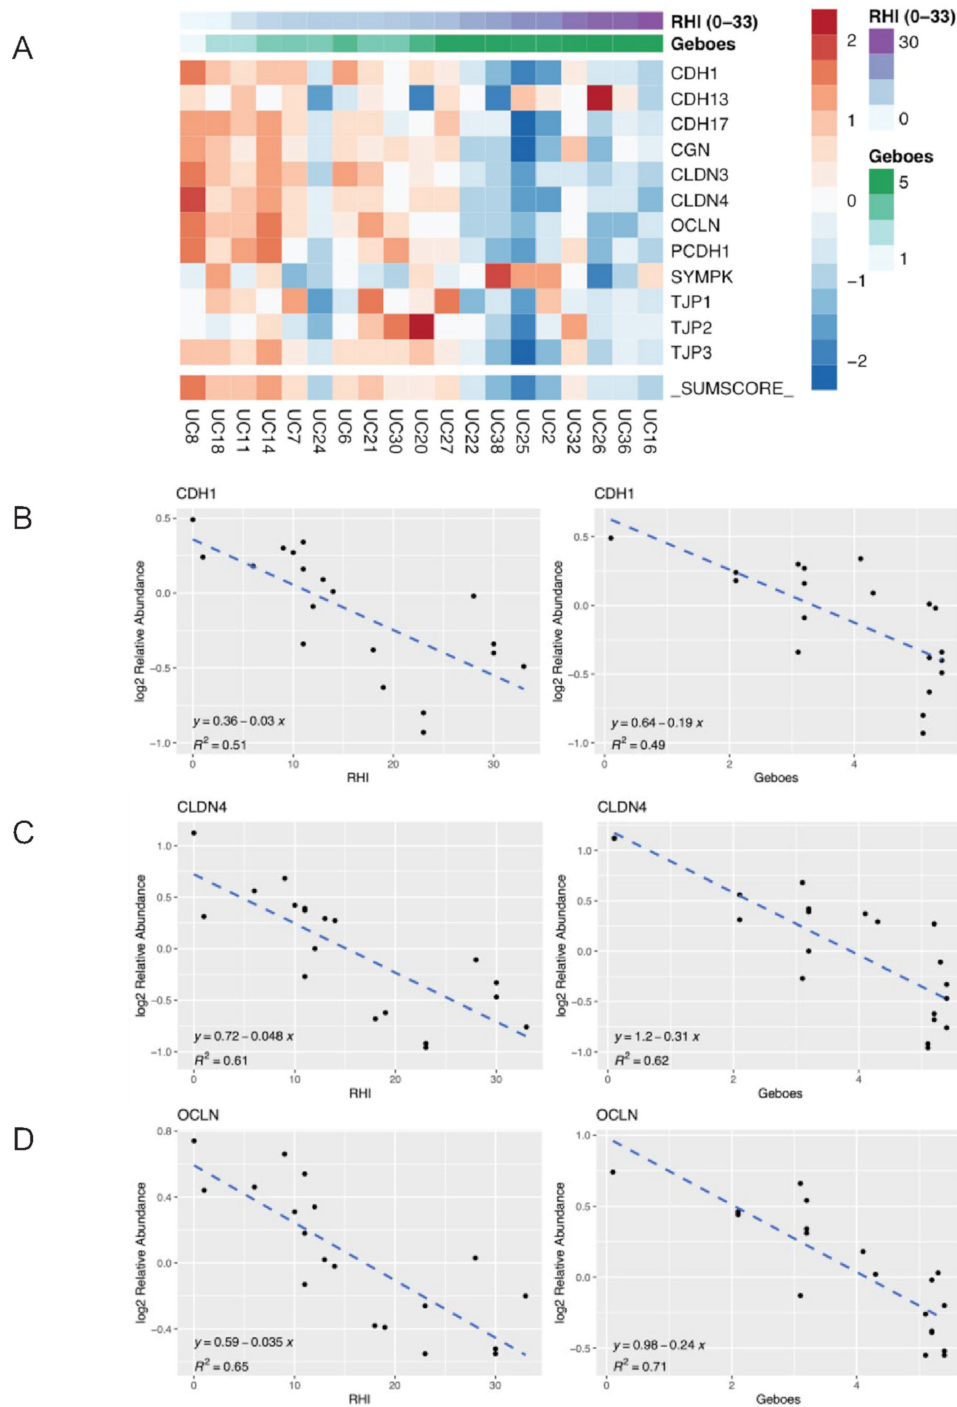 A
RHI (0–33)
Geboes
CDH1
CDH13
CDH17
CGN
CLDN3
CLDN4
OCLN
PCDH1
SYMPK
TJP1
TJP2
TJP3
_SUMSCORE_
UC8
UC18
UC11
UC14
UC7
UC24
UC6
UC21
UC30
UC20
UC27
UC22
UC38
UC25
UC2
UC32
UC26
UC36
UC16
2
1
0
−1
−2
RHI (0–33)
30
0
Geboes
5
1
B
CDH1
0.5
0.0
−0.5
−1.0
log2 Relative Abundance
y = 0.36 − 0.03 x
R² = 0.51
0 10 20 30
RHI
CDH1
0.5
0.0
−0.5
−1.0
log2 Relative Abundance
y = 0.64 − 0.19 x
R² = 0.49
0 2 4
Geboes
C
CLDN4
1.0
0.5
0.0
−0.5
−1.0
log2 Relative Abundance
y = 0.72 − 0.048 x
R² = 0.61
0 10 20 30
RHI
CLDN4
1.0
0.5
0.0
−0.5
−1.0
log2 Relative Abundance
y = 1.2 − 0.31 x
R² = 0.62
0 2 4
Geboes
D
OCLN
0.8
0.4
0.0
−0.4
log2 Relative Abundance
y = 0.59 − 0.035 x
R² = 0.65
0 10 20 30
RHI
OCLN
1.0
0.5
0.0
−0.5
log2 Relative Abundance
y = 0.98 − 0.24 x
R² = 0.71
0 2 4
Geboes